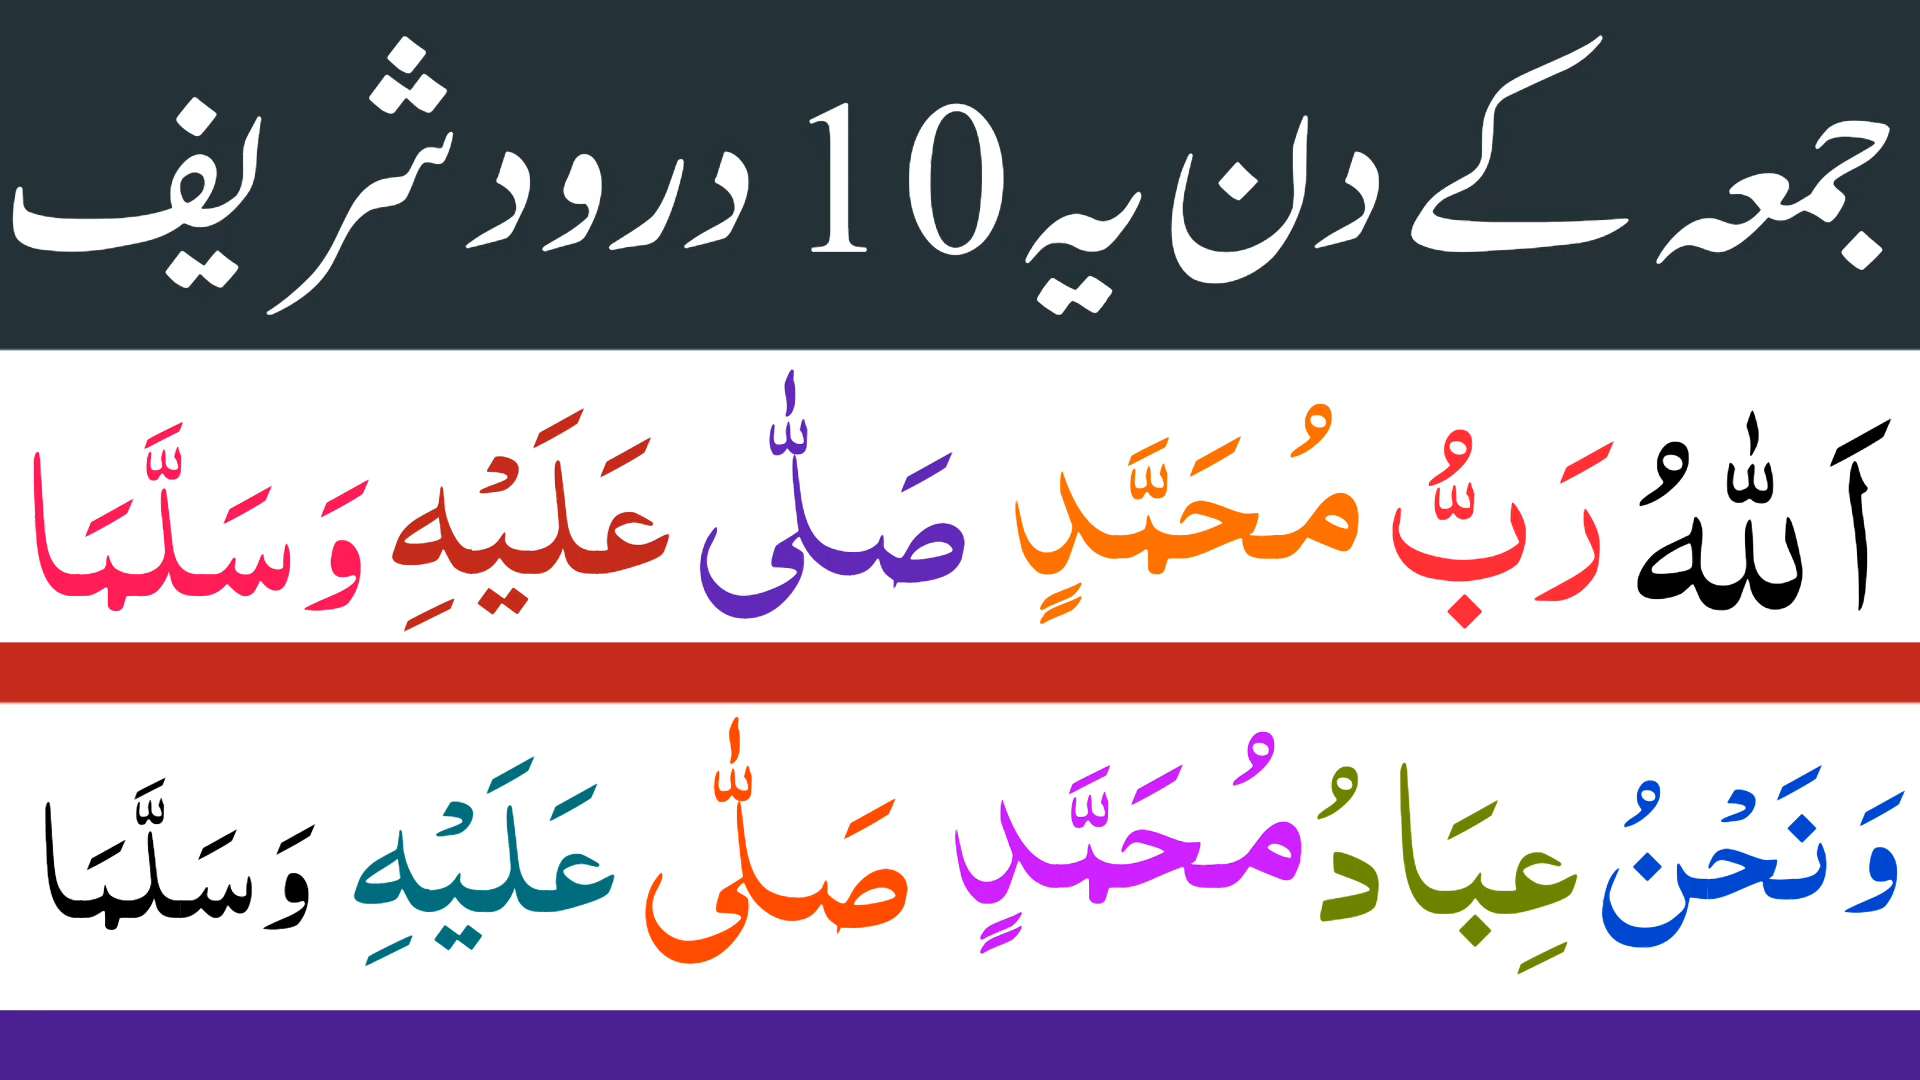 جمعہ کے دن یہ 10 درود شریف
اَللّٰهُ رَبُّ مُحَمَّدٍ صَلّٰى عَلَيْهِ وَسَلَّمَا
وَنَحْنُ عِبَادُ مُحَمَّدٍ صَلّٰى عَلَيْهِ وَسَلَّمَا